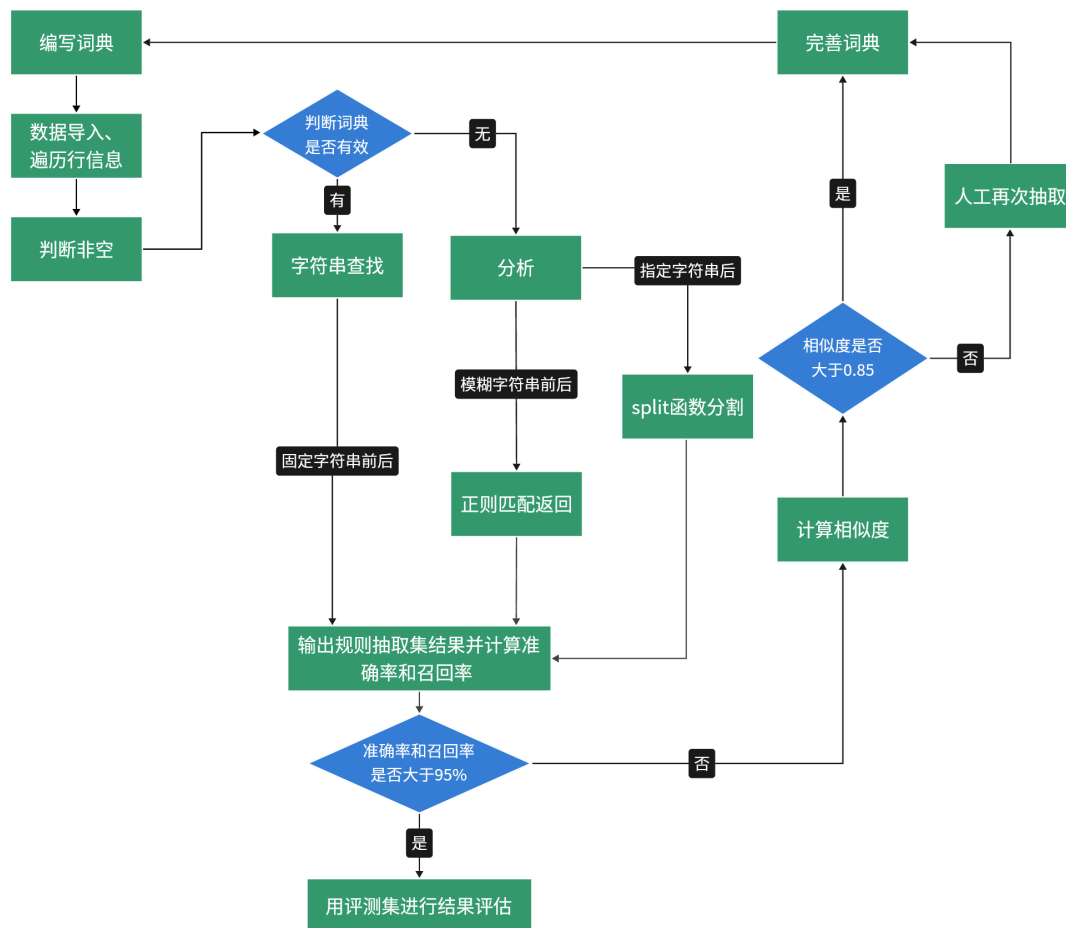 编写词典
完善词典
数据导入、
遍历行信息
判断词典
是否有效
无
有
是
人工再次抽取
判断非空
字符串查找
分析
指定字符串后
相似度是否
大于0.85
否
模糊字符串前后
split函数分割
固定字符串前后
正则匹配返回
计算相似度
输出规则抽取集结果并计算准
确率和召回率
准确率和召回率
是否大于95%
否
是
用评测集进行结果评估